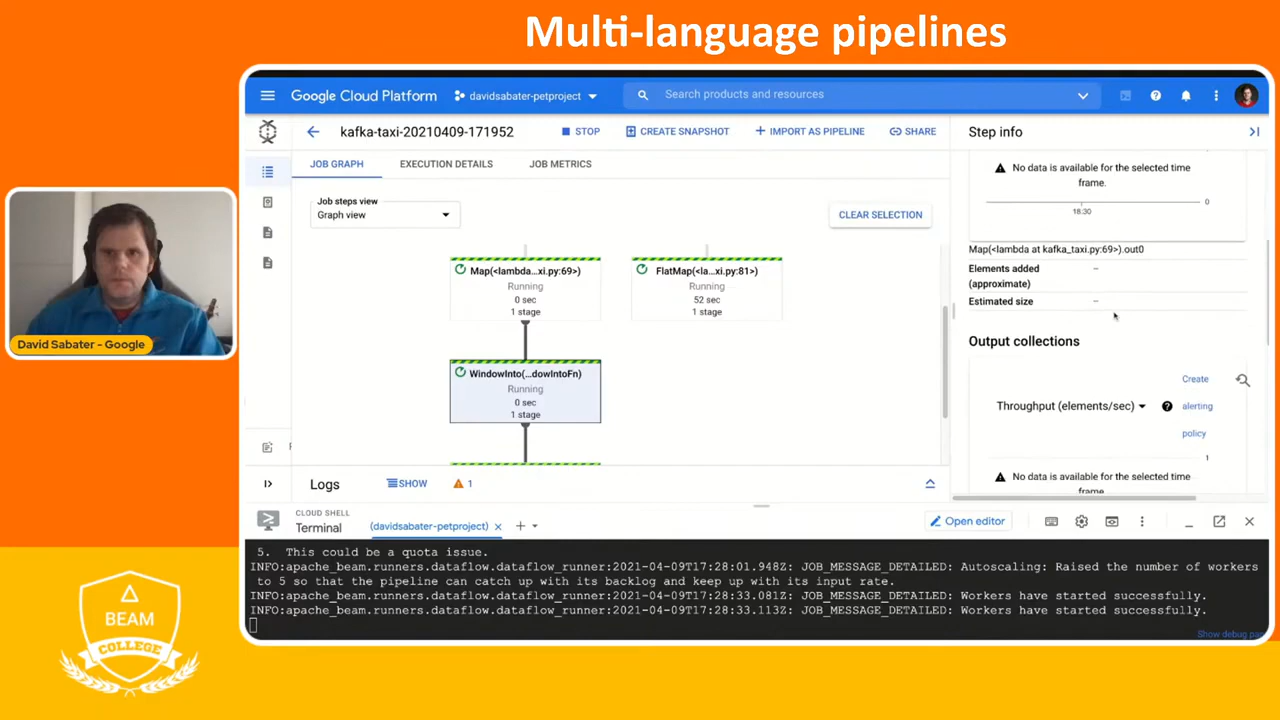 Multi-language pipelines
Google Cloud Platform
davidsabater-petproject
Search products and resources
kafka-taxi-20210409-171952
STOP
CREATE SNAPSHOT
IMPORT AS PIPELINE
SHARE
Step info
JOB GRAPH
EXECUTION DETAILS
JOB METRICS
Job steps view
Graph view
CLEAR SELECTION
No data is available for the selected time
frame.
0
18:30
Map(<lambda at kafka_taxi.py:69>).out0
Elements added
(approximate)
–
Estimated size
–
Map(<lambda...xi.py:69>)
Running
0 sec
1 stage
FlatMap(<la...xi.py:81>)
Running
52 sec
1 stage
WindowInto(...dowIntoFn)
Running
0 sec
1 stage
Output collections
Create
alerting
policy
Throughput (elements/sec)
1
No data is available for the selected time
frame.
Logs
SHOW
1
CLOUD SHELL
Terminal
(davidsabater-petproject)
Open editor
5. This could be a quota issue.
INFO:apache_beam.runners.dataflow.dataflow_runner:2021-04-09T17:28:01.948Z: JOB_MESSAGE_DETAILED: Autoscaling: Raised the number of workers
to 5 so that the pipeline can catch up with its backlog and keep up with its input rate.
INFO:apache_beam.runners.dataflow.dataflow_runner:2021-04-09T17:28:33.081Z: JOB_MESSAGE_DETAILED: Workers have started successfully.
INFO:apache_beam.runners.dataflow.dataflow_runner:2021-04-09T17:28:33.113Z: JOB_MESSAGE_DETAILED: Workers have started successfully.
Show debug
David Sabater - Google
BEAM
COLLEGE